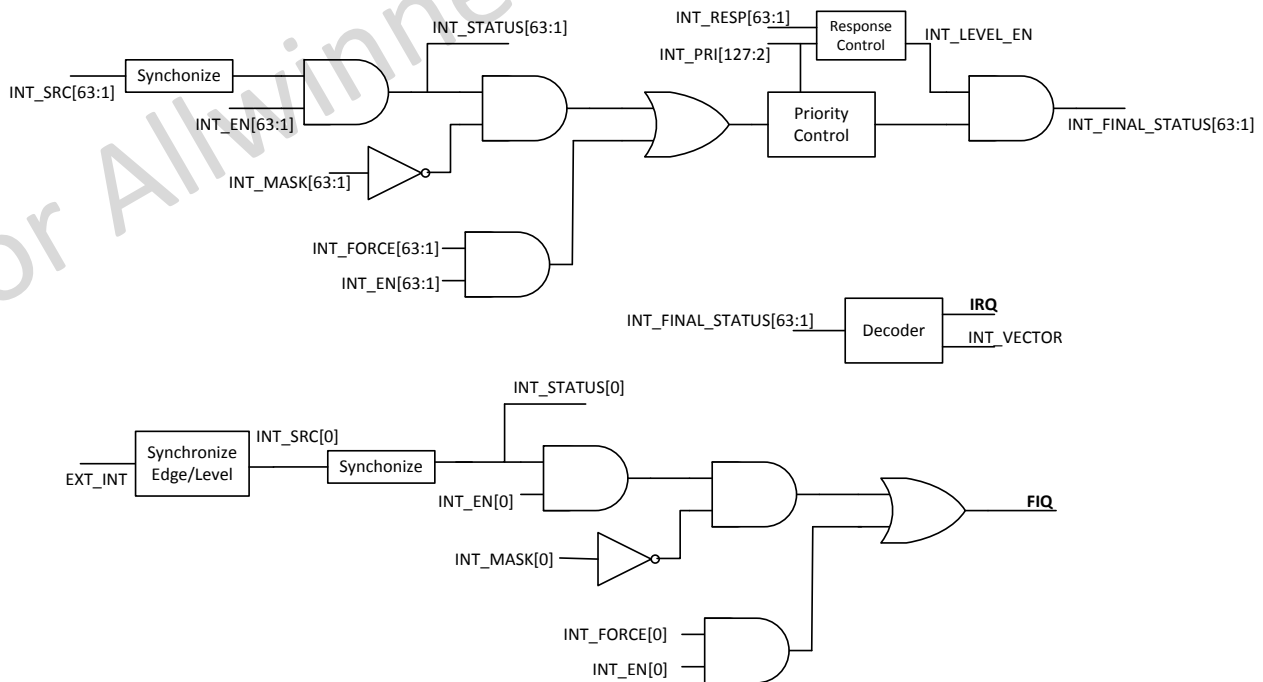 INT_STATUS[63:1]
INT_RESP[63:1]
Response
Control
INT_LEVEL_EN
INT_PRI[127:2]
Synchonize
INT_SRC[63:1]
INT_EN[63:1]
Priority
Control
INT_FINAL_STATUS[63:1]
INT_MASK[63:1]
or Allwinne
INT_FORCE[63:1]
INT_EN[63:1]
INT_FINAL_STATUS[63:1]
Decoder
IRQ
INT_VECTOR
INT_STATUS[0]
EXT_INT
Synchronize
Edge/Level
INT_SRC[0]
Synchonize
INT_EN[0]
FIQ
INT_MASK[0]
INT_FORCE[0]
INT_EN[0]